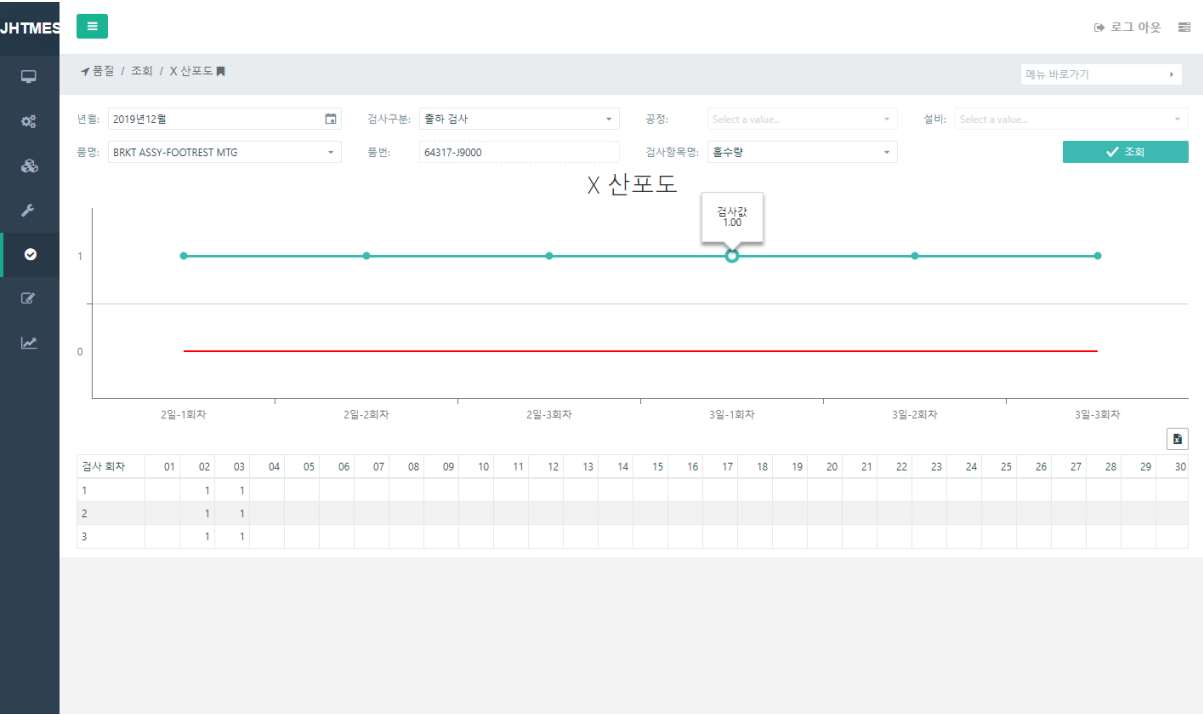 JHTMES
로그 아웃
품질 / 조회 / X 산포도
메뉴 바로가기
년월: 2019년12월 검사구분: 출하 검사 공정: Select a value... 설비: Select a value...
품명: BRKT ASSY-FOOTREST MTG 품번: 64317-J9000 검사항목명: 홀수량 조회
X 산포도
검사값
1.00
1
0
2일-1회차 2일-2회차 2일-3회차 3일-1회차 3일-2회차 3일-3회차
검사 회차 01 02 03 04 05 06 07 08 09 10 11 12 13 14 15 16 17 18 19 20 21 22 23 24 25 26 27 28 29 30
1 1 1
2 1 1
3 1 1